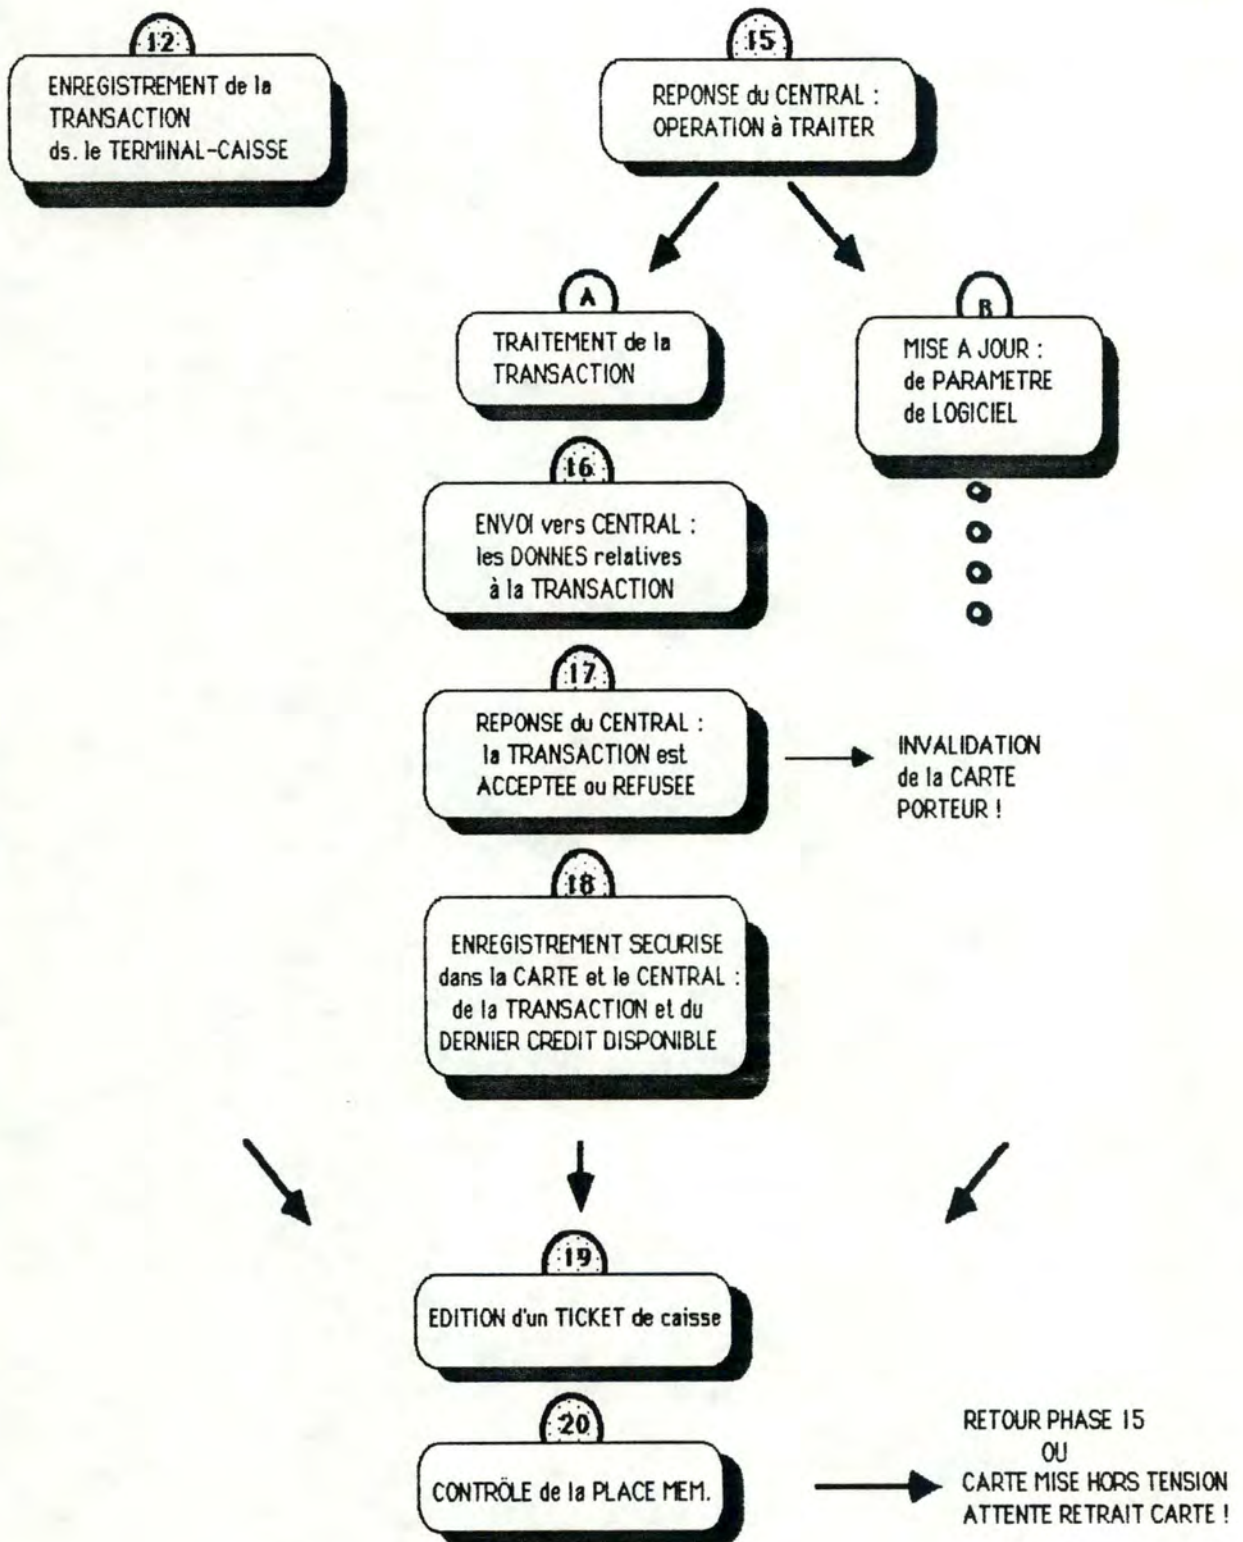 12
ENREGISTREMENT de la
TRANSACTION
ds. le TERMINAL-CAISSE
15
REPONSE du CENTRAL :
OPERATION à TRAITER
A
TRAITEMENT de la
TRANSACTION
B
MISE A JOUR :
de PARAMETRE
de LOGICIEL
16
ENVOI vers CENTRAL :
les DONNES relatives
à la TRANSACTION
17
REPONSE du CENTRAL :
la TRANSACTION est
ACCEPTEE ou REFUSEE
INVALIDATION
de la CARTE
PORTEUR !
18
ENREGISTREMENT SECURISE
dans la CARTE et le CENTRAL :
de la TRANSACTION et du
DERNIER CREDIT DISPONIBLE
19
EDITION d'un TICKET de caisse
20
CONTRÔLE de la PLACE MEM.
RETOUR PHASE 15
OU
CARTE MISE HORS TENSION
ATTENTE RETRAIT CARTE !